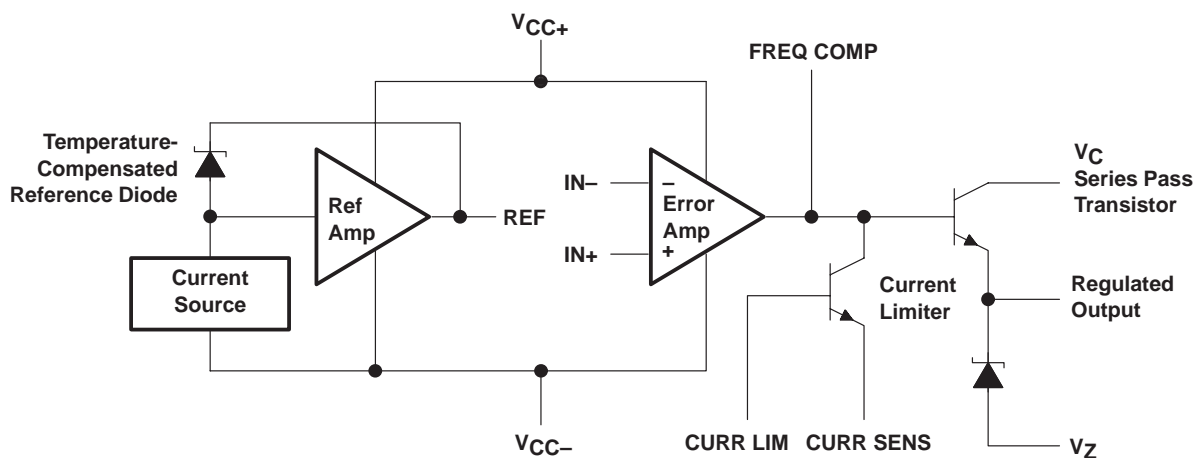 VCC+
FREQ COMP
Temperature-
Compensated
Reference Diode
VC
Series Pass
Transistor
IN–
–
Error
Amp
+
IN+
Ref
Amp
REF
Current
Source
Current
Limiter
Regulated
Output
VCC–
CURR LIM
CURR SENS
VZ